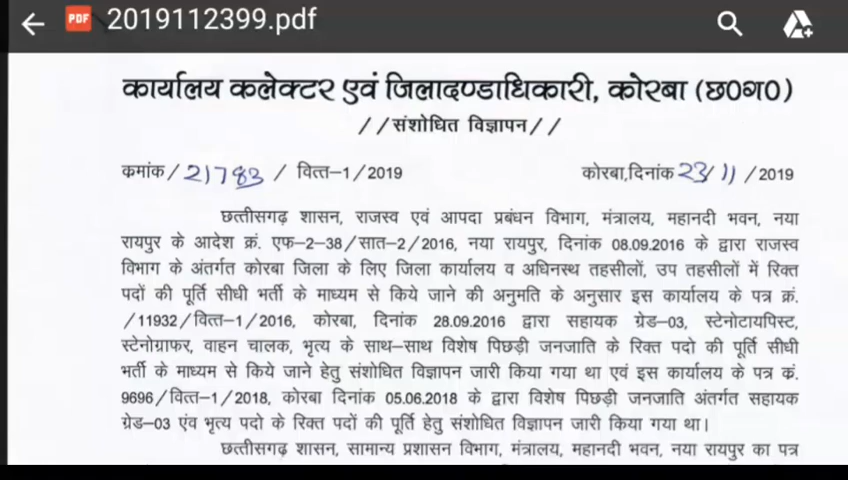 2019112399.pdf
PDF
कार्यालय कलेक्टर एवं जिलादण्डाधिकारी, कोरबा (छ0ग0)
//संशोधित विज्ञापन//
कमांक/21783/ वित्त-1/2019 कोरबा,दिनांक 23/11/2019
छत्तीसगढ़ शासन, राजस्व एवं आपदा प्रबंधन विभाग, मंत्रालय, महानदी भवन, नया
रायपुर के आदेश क्रं. एफ-2-38/सात-2/2016, नया रायपुर, दिनांक 08.09.2016 के द्वारा राजस्व
विभाग के अंतर्गत कोरबा जिला के लिए जिला कार्यालय व अधिनस्थ तहसीलों, उप तहसीलों में रिक्त
पदों की पूर्ति सीधी भर्ती के माध्यम से किये जाने की अनुमति के अनुसार इस कार्यालय के पत्र क्रं.
/11932/वित्त-1/2016, कोरबा, दिनांक 28.09.2016 द्वारा सहायक ग्रेड-03, स्टेनोटायपिस्ट,
स्टेनोग्राफर, वाहन चालक, भृत्य के साथ-साथ विशेष पिछड़ी जनजाति के रिक्त पदो की पूर्ति सीधी
भर्ती के माध्यम से किये जाने हेतु संशोधित विज्ञापन जारी किया गया था एवं इस कार्यालय के पत्र कं.
9696/वित्त-1/2018, कोरबा दिनांक 05.06.2018 के द्वारा विशेष पिछड़ी जनजाति अंतर्गत सहायक
ग्रेड-03 एंव भृत्य पदो के रिक्त पदों की पूर्ति हेतु संशोधित विज्ञापन जारी किया गया था।
छत्तीसगढ़ शासन, सामान्य प्रशासन विभाग, मंत्रालय, महानदी भवन, नया रायपुर का पत्र